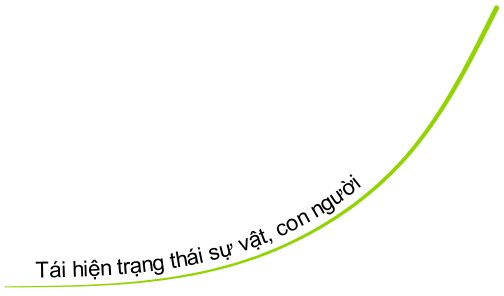 Tái hiện trạng thái sự vật, con người